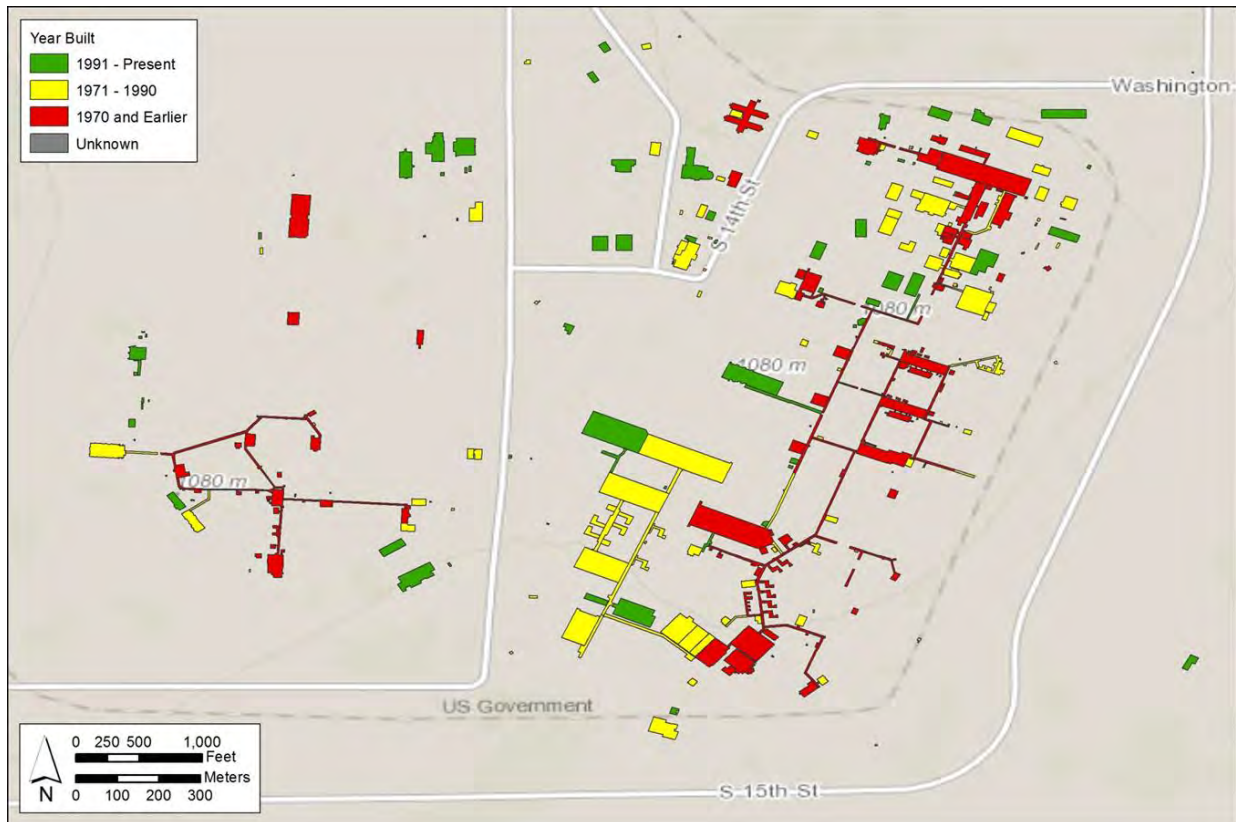 Year Built
1991 - Present
1971 - 1990
1970 and Earlier
Unknown
Washington
S 14th St
1080 m
1080 m
1080 m
US Government
S 15th St
0 250 500 1,000
Feet
Meters
0 100 200 300
N